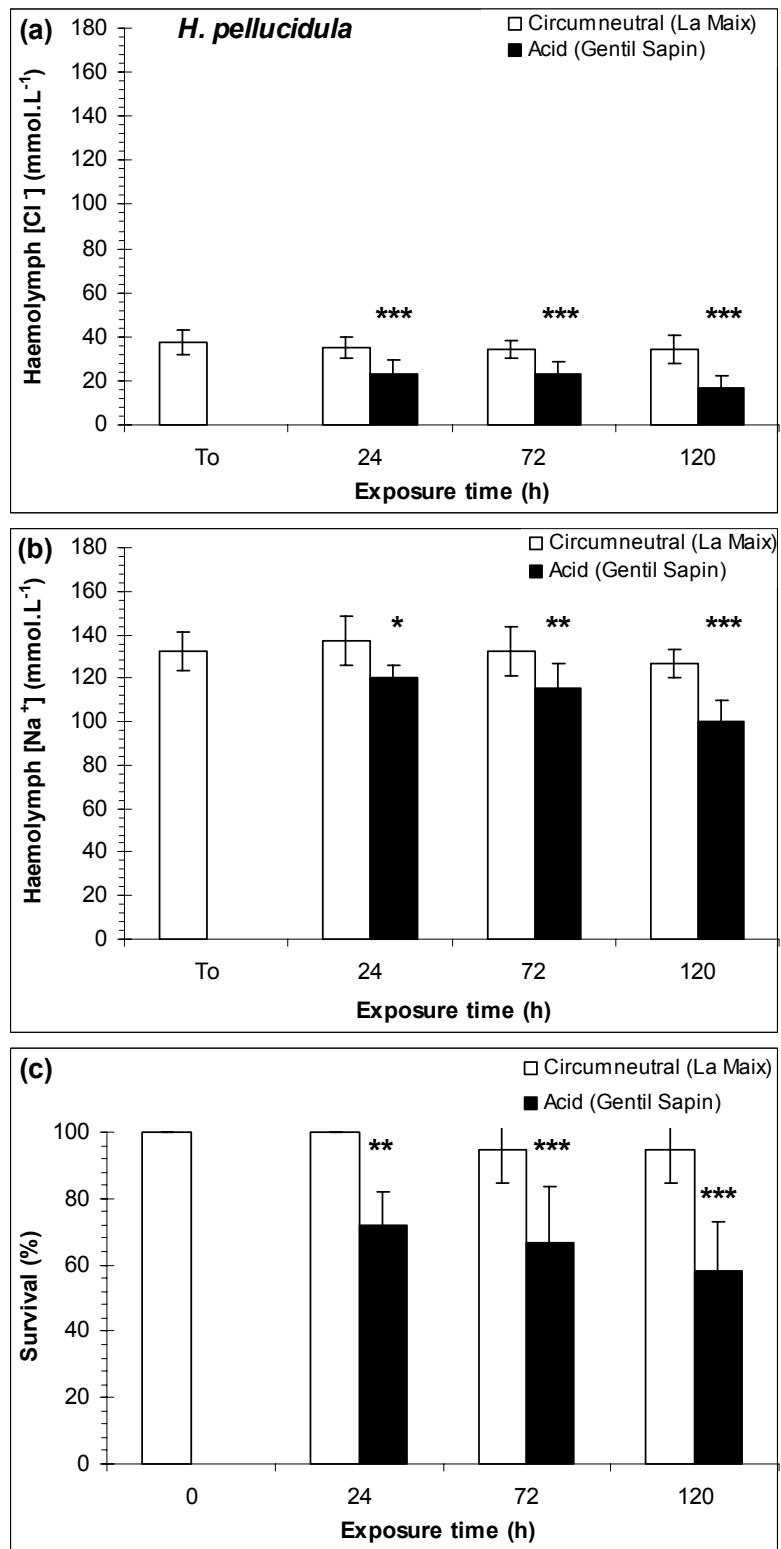 (a)
H. pellucidula
Circumneutral (La Maix)
Acid (Gentil Sapin)
Haemolymph [Cl⁻] (mmol.L⁻¹)
180
160
140
120
100
80
60
40
20
0
*** *** ***
To 24 72 120
Exposure time (h)
(b)
Circumneutral (La Maix)
Acid (Gentil Sapin)
Haemolymph [Na⁺] (mmol.L⁻¹)
180
160
140
120
100
80
60
40
20
0
* ** ***
To 24 72 120
Exposure time (h)
(c)
Circumneutral (La Maix)
Acid (Gentil Sapin)
Survival (%)
100
80
60
40
20
0
** *** ***
0 24 72 120
Exposure time (h)